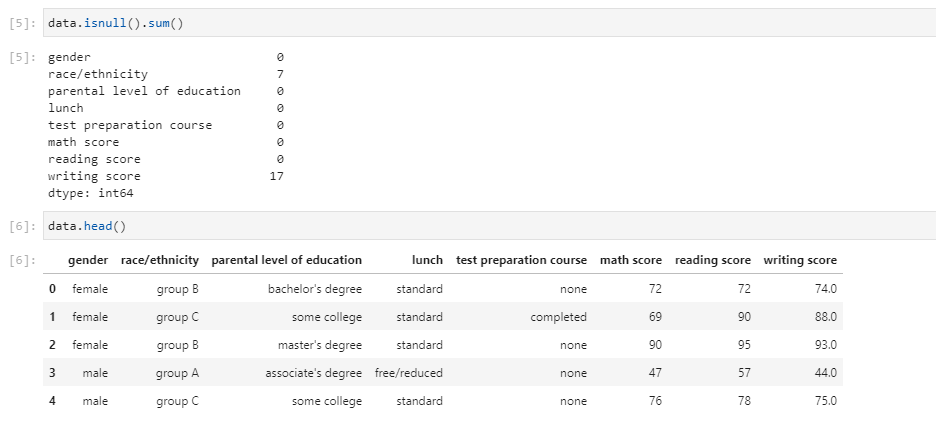 [5]: data.isnull().sum()
[5]: gender 0
race/ethnicity 7
parental level of education 0
lunch 0
test preparation course 0
math score 0
reading score 0
writing score 17
dtype: int64
[6]: data.head()
[6]: gender race/ethnicity parental level of education lunch test preparation course math score reading score writing score
0 female group B bachelor's degree standard none 72 72 74.0
1 female group C some college standard completed 69 90 88.0
2 female group B master's degree standard none 90 95 93.0
3 male group A associate's degree free/reduced none 47 57 44.0
4 male group C some college standard none 76 78 75.0